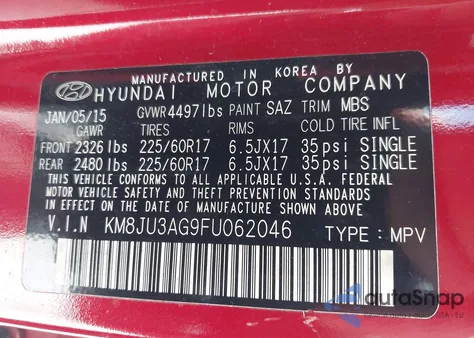 MANUFACTURED IN KOREA BY
HYUNDAI MOTOR COMPANY
JAN/05/15 GVWR 4497lbs PAINT SAZ TRIM MBS
GAWR TIRES RIMS COLD TIRE INFL
FRONT 2326 lbs 225/60R17 6.5JX17 35psi SINGLE
REAR 2480 lbs 225/60R17 6.5JX17 35psi SINGLE
THIS VEHICLE CONFORMS TO ALL APPLICABLE U.S.A. FEDERAL
MOTOR VEHICLE SAFETY AND THEFT PREVENTION STANDARDS
IN EFFECT ON THE DATE OF MANUFACTURE SHOWN ABOVE.
V.I.N KM8JU3AG9FU062046 TYPE: MPV
autoSnap